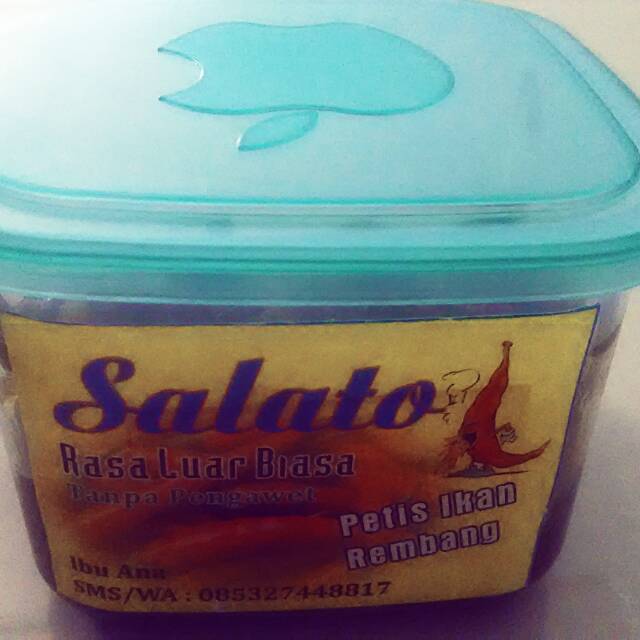 Salato
Rasa Luar Biasa
Tanpa Pengawet
Petis Ikan
Rembang
Ibu Ana
SMS/WA : 085327448817